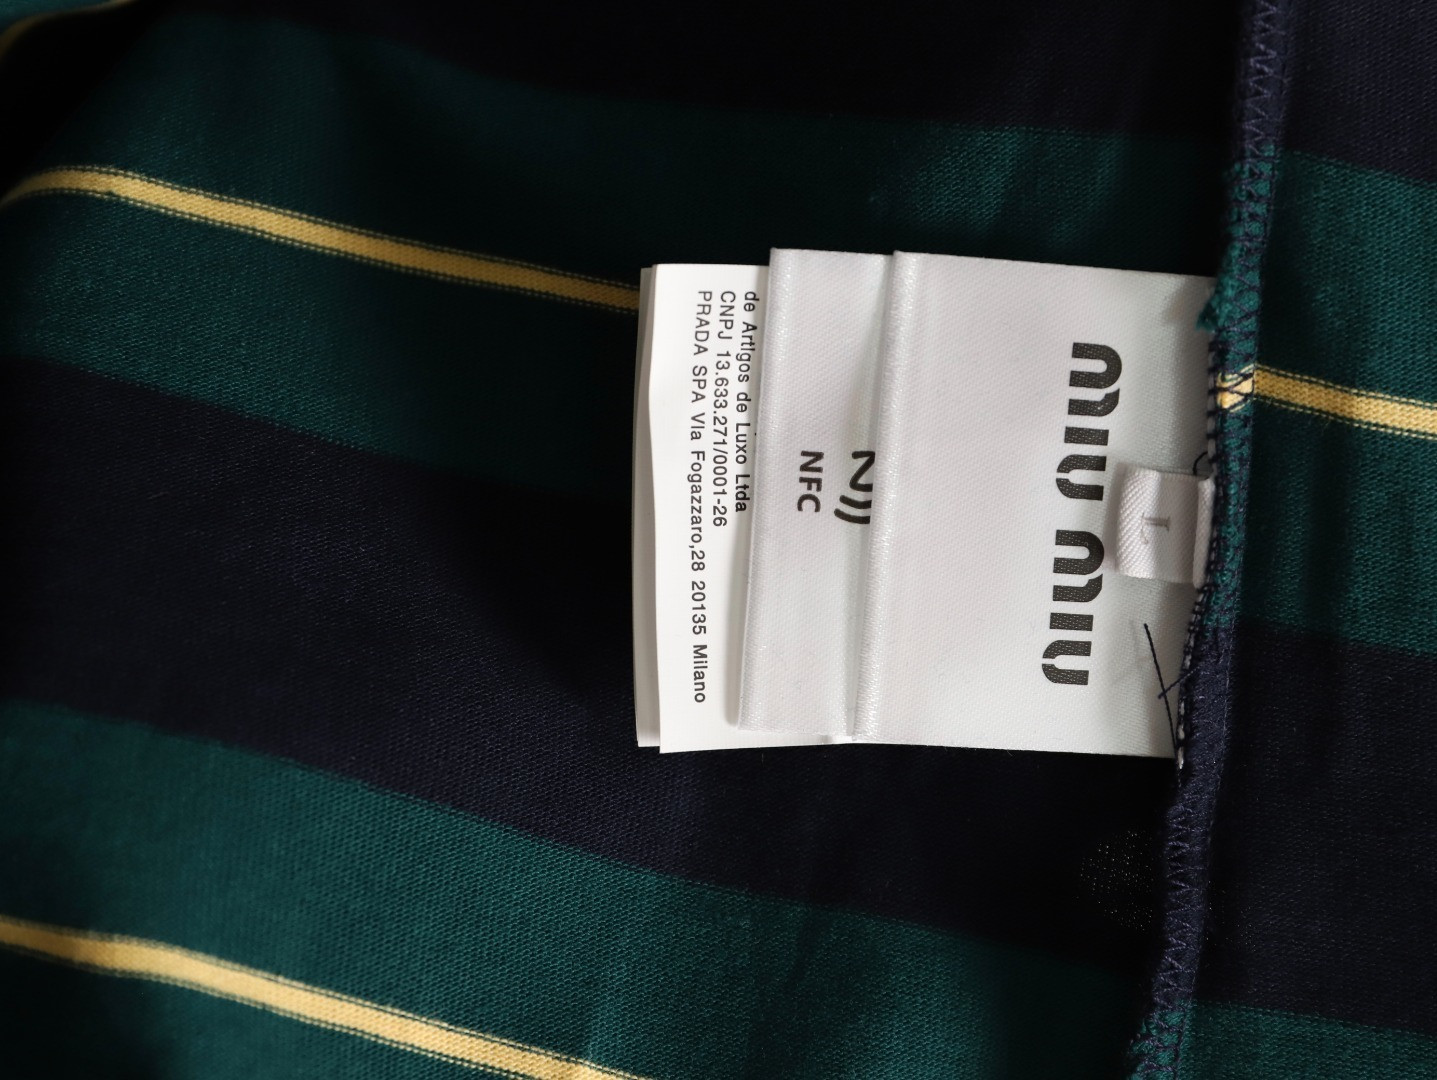 miu miu
L
N
NFC
de Artigos de Luxo Ltda
CNPJ 13.633.271/0001-26
PRADA SPA Via Fogazzaro,28 20135 Milano